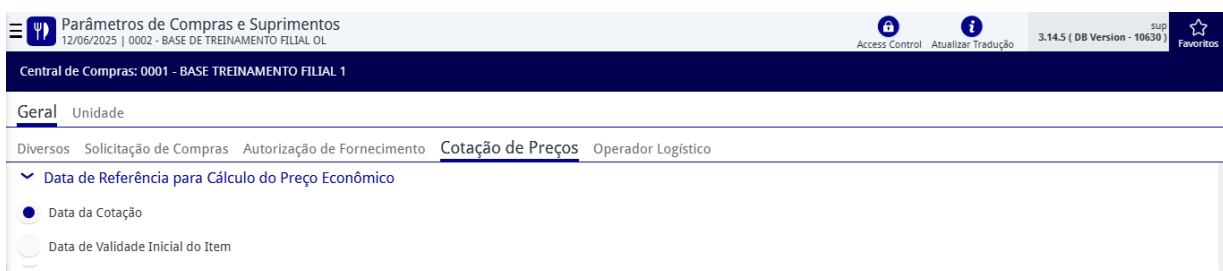 Parâmetros de Compras e Suprimentos
12/06/2025 | 0002 - BASE DE TREINAMENTO FILIAL OL
Access Control
Atualizar Tradução
sup
3.14.5 ( DB Version - 10630 )
Favoritos
Central de Compras: 0001 - BASE TREINAMENTO FILIAL 1
Geral Unidade
Diversos Solicitação de Compras Autorização de Fornecimento Cotação de Preços Operador Logístico
Data de Referência para Cálculo do Preço Econômico
Data da Cotação
Data de Validade Inicial do Item